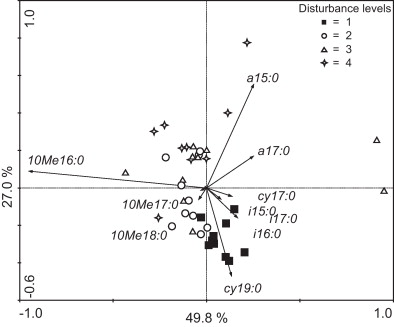 Disturbance levels
■ = 1
○ = 2
△ = 3
✧ = 4
1.0
a15:0
a17:0
10Me16:0
27.0 %
cy17:0
10Me17:0
i15:0
i17:0
10Me18:0
i16:0
cy19:0
-0.6
-1.0
49.8 %
1.0